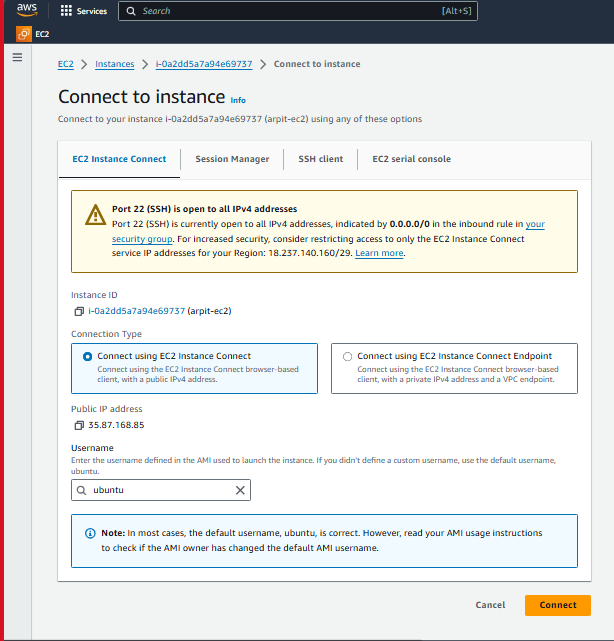 aws
Services
Search
[Alt+S]
EC2
EC2 > Instances > i-0a2dd5a7a94e69737 > Connect to instance
Connect to instance Info
Connect to your instance i-0a2dd5a7a94e69737 (arpit-ec2) using any of these options
EC2 Instance Connect
Session Manager
SSH client
EC2 serial console
Port 22 (SSH) is open to all IPv4 addresses
Port 22 (SSH) is currently open to all IPv4 addresses, indicated by 0.0.0.0/0 in the inbound rule in your
security group. For increased security, consider restricting access to only the EC2 Instance Connect
service IP addresses for your Region: 18.237.140.160/29. Learn more.
Instance ID
i-0a2dd5a7a94e69737 (arpit-ec2)
Connection Type
Connect using EC2 Instance Connect
Connect using the EC2 Instance Connect browser-based
client, with a public IPv4 address.
Connect using EC2 Instance Connect Endpoint
Connect using the EC2 Instance Connect browser-based
client, with a private IPv4 address and a VPC endpoint.
Public IP address
35.87.168.85
Username
Enter the username defined in the AMI used to launch the instance. If you didn't define a custom username, use the default username,
ubuntu.
ubuntu
Note: In most cases, the default username, ubuntu, is correct. However, read your AMI usage instructions
to check if the AMI owner has changed the default AMI username.
Cancel
Connect